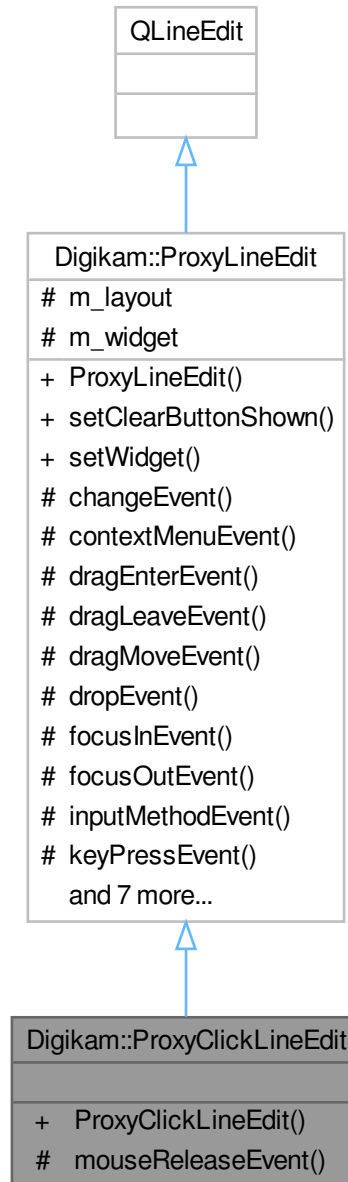 QLineEdit
Digikam::ProxyLineEdit
# m_layout
# m_widget
+ ProxyLineEdit()
+ setClearButtonShown()
+ setWidget()
# changeEvent()
# contextMenuEvent()
# dragEnterEvent()
# dragLeaveEvent()
# dragMoveEvent()
# dropEvent()
# focusInEvent()
# focusOutEvent()
# inputMethodEvent()
# keyPressEvent()
and 7 more...
Digikam::ProxyClickLineEdit
+ ProxyClickLineEdit()
# mouseReleaseEvent()